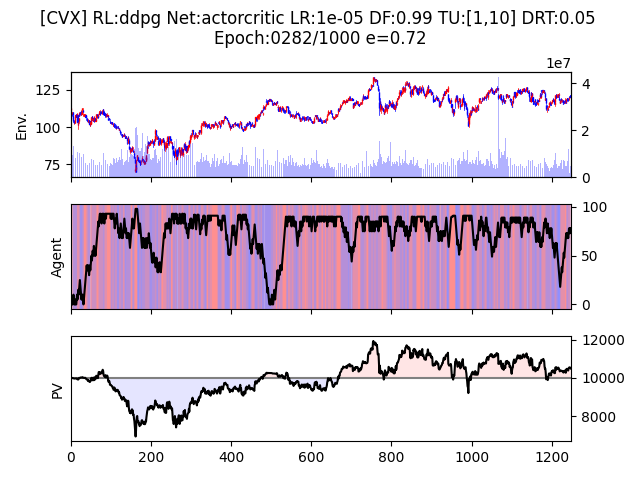 [CVX] RL:ddpg Net:actorcritic LR:1e-05 DF:0.99 TU:[1,10] DRT:0.05
Epoch:0282/1000 e=0.72
1e7
125
100
75
Env.
4
2
0
Agent
100
50
0
PV
12000
10000
8000
0 200 400 600 800 1000 1200